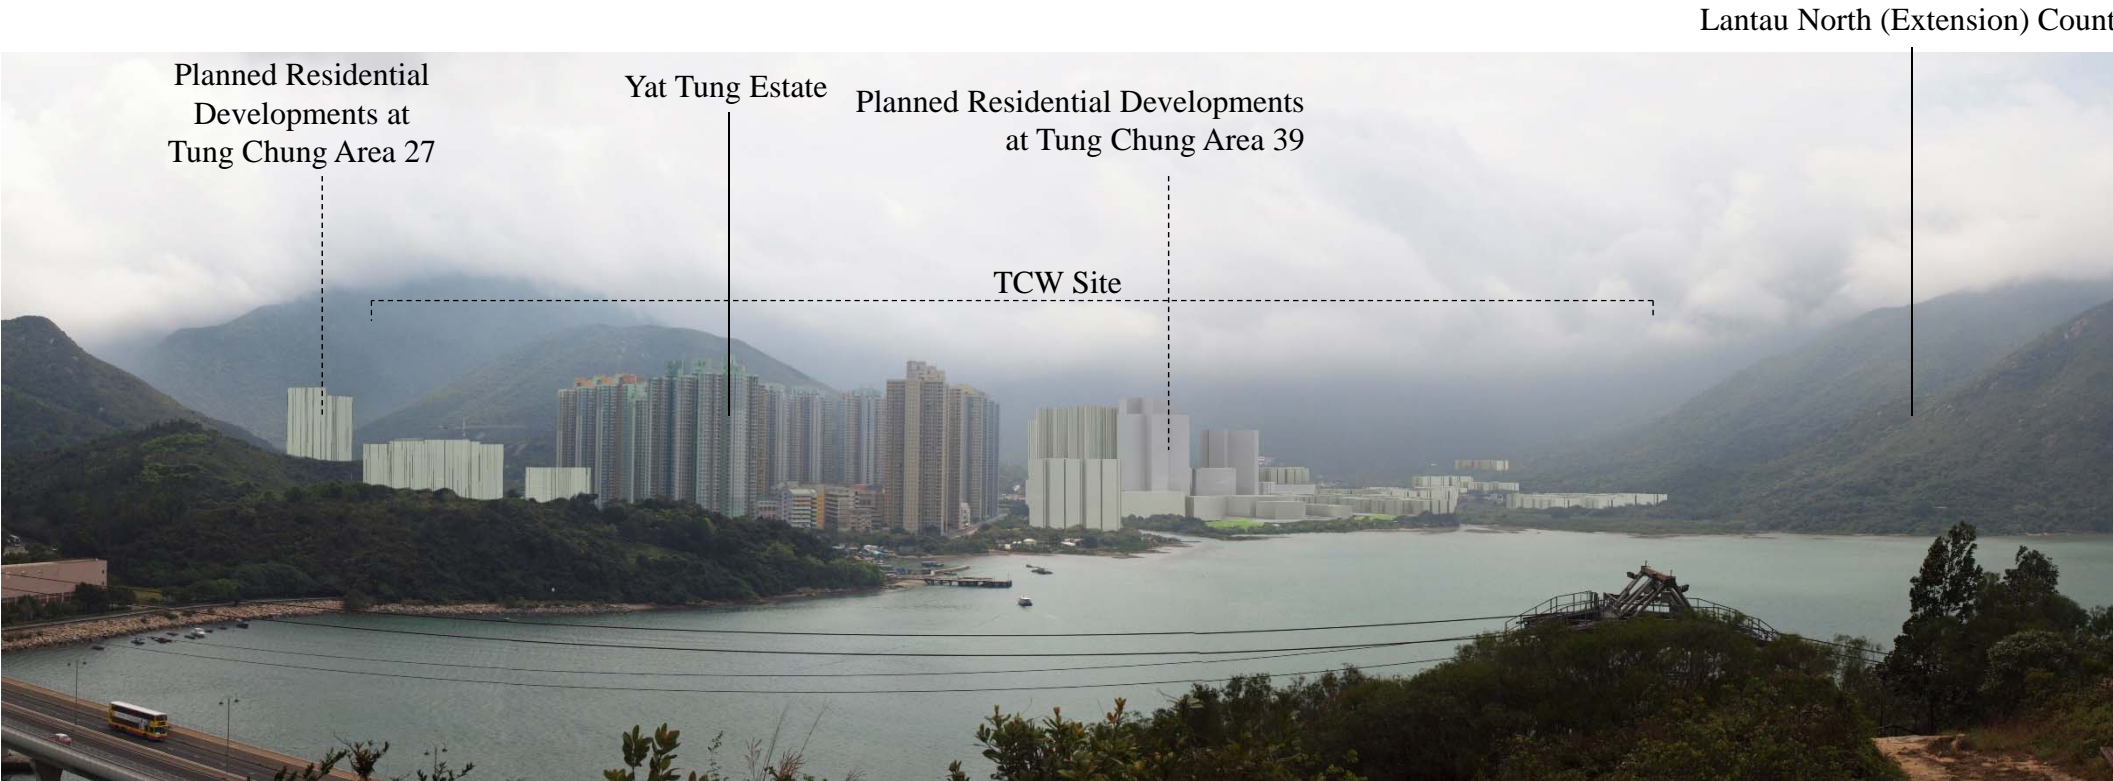 Lantau North (Extension)
Planned Residential
Developments at
Tung Chung Area 27
Yat Tung Estate
Planned Residential Developments
at Tung Chung Area 39
TCW Site